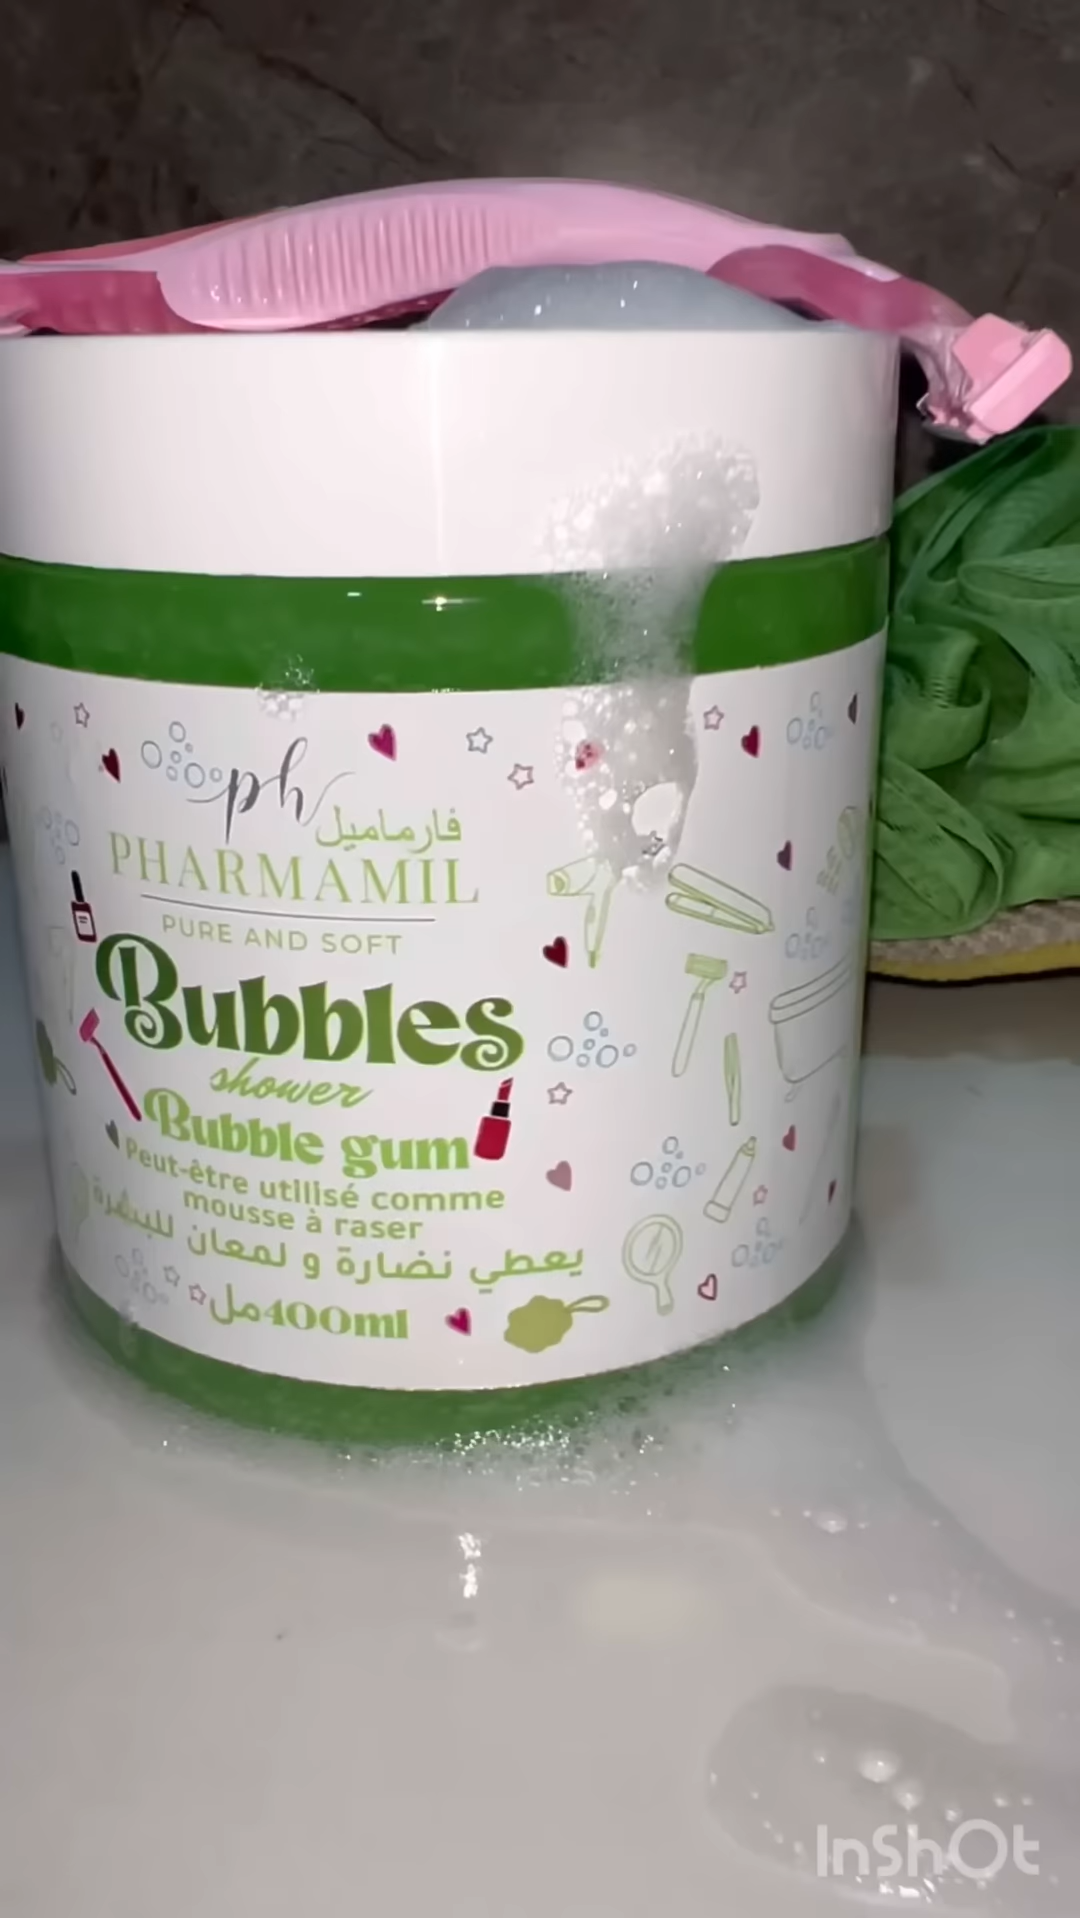 ph
فارماميل
PHARMAMIL
PURE AND SOFT
Bubbles
shower
Bubble gum
Peut-être utilisé comme
mousse à raser
يعطي نضارة و لمعان للبشرة
400ml مل
InShOt